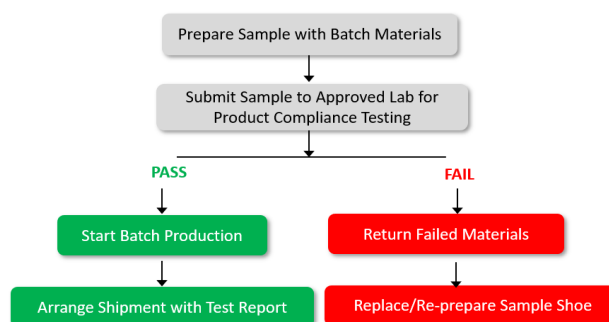 Prepare Sample with Batch Materials
Submit Sample to Approved Lab for
Product Compliance Testing
PASS
FAIL
Start Batch Production
Return Failed Materials
Arrange Shipment with Test Report
Replace/Re-prepare Sample Shoe